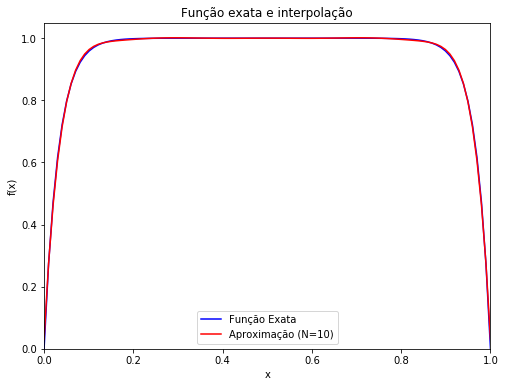 Função exata e interpolação
f(x)
1.0
0.8
0.6
0.4
0.2
0.0
Função Exata
Aproximação (N=10)
0.0 0.2 0.4 0.6 0.8 1.0
x